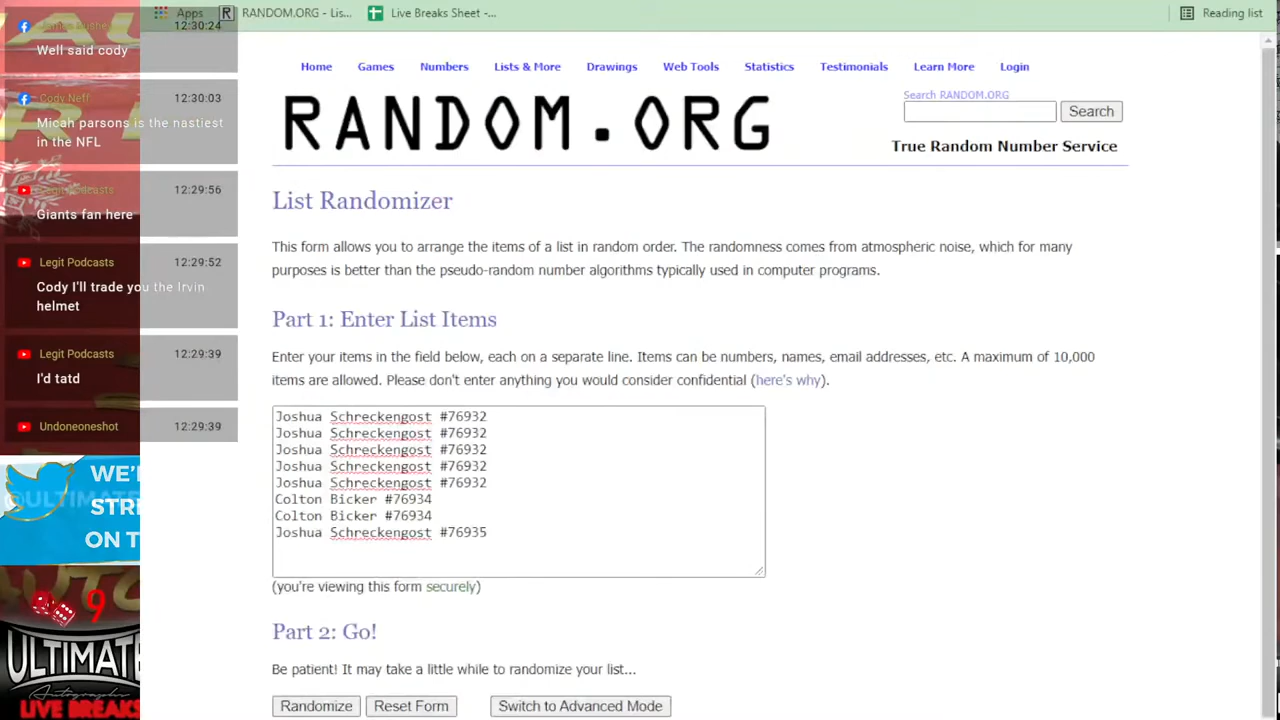 Apps
RANDOM.ORG - Lis...
Live Breaks Sheet -...
Reading list
12:30:24
Well said cody
Cody Neff
12:30:03
Micah parsons is the nastiest
in the NFL
Legit Podcasts
12:29:56
Giants fan here
Legit Podcasts
12:29:52
Cody I'll trade you the Irvin
helmet
Legit Podcasts
12:29:39
I'd tatd
Undoneoneshot
12:29:39
WE'
@ULTIMATE
STR
ON T
9
ULTIMATE
Autographs
LIVE BREAKS
Home
Games
Numbers
Lists & More
Drawings
Web Tools
Statistics
Testimonials
Learn More
Login
RANDOM.ORG
Search RANDOM.ORG
Search
True Random Number Service
List Randomizer
This form allows you to arrange the items of a list in random order. The randomness comes from atmospheric noise, which for many
purposes is better than the pseudo-random number algorithms typically used in computer programs.
Part 1: Enter List Items
Enter your items in the field below, each on a separate line. Items can be numbers, names, email addresses, etc. A maximum of 10,000
items are allowed. Please don't enter anything you would consider confidential (here's why).
Joshua Schreckengost #76932
Joshua Schreckengost #76932
Joshua Schreckengost #76932
Joshua Schreckengost #76932
Joshua Schreckengost #76932
Colton Bicker #76934
Colton Bicker #76934
Joshua Schreckengost #76935
(you're viewing this form securely)
Part 2: Go!
Be patient! It may take a little while to randomize your list...
Randomize
Reset Form
Switch to Advanced Mode